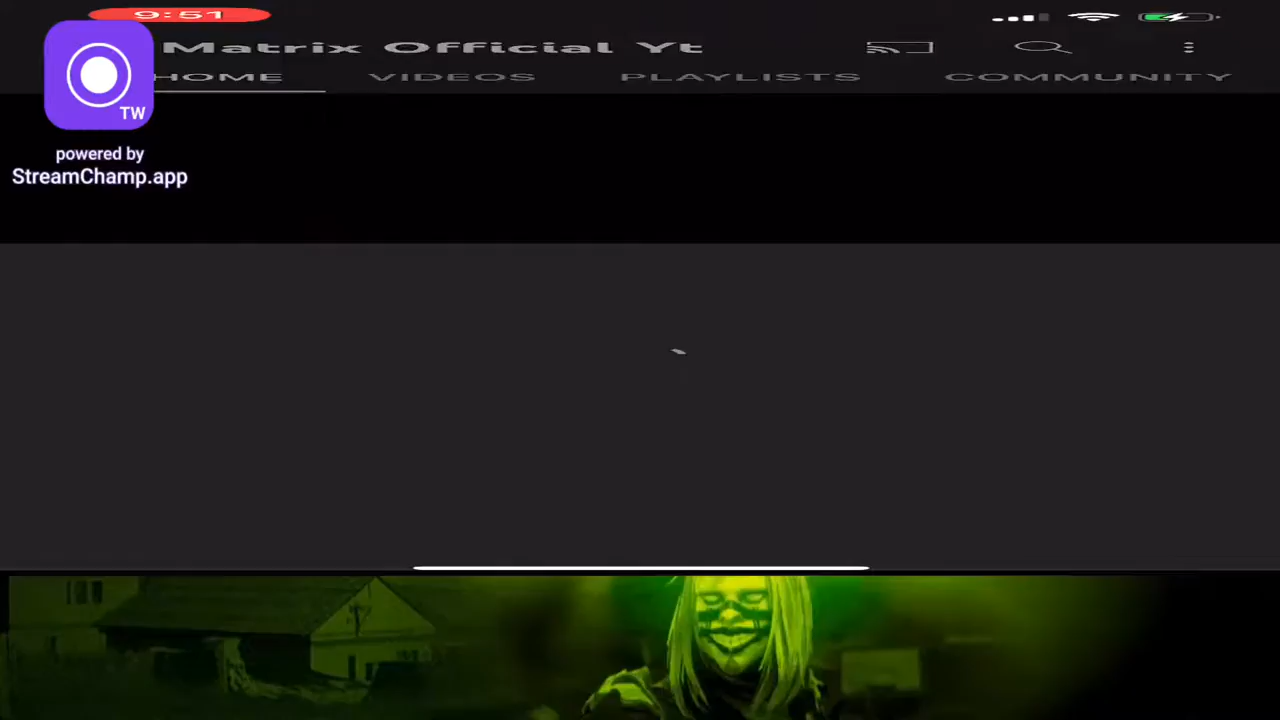 9:51
Matrix Official Yt
HOME VIDEOS PLAYLISTS COMMUNITY
TW
powered by
StreamChamp.app